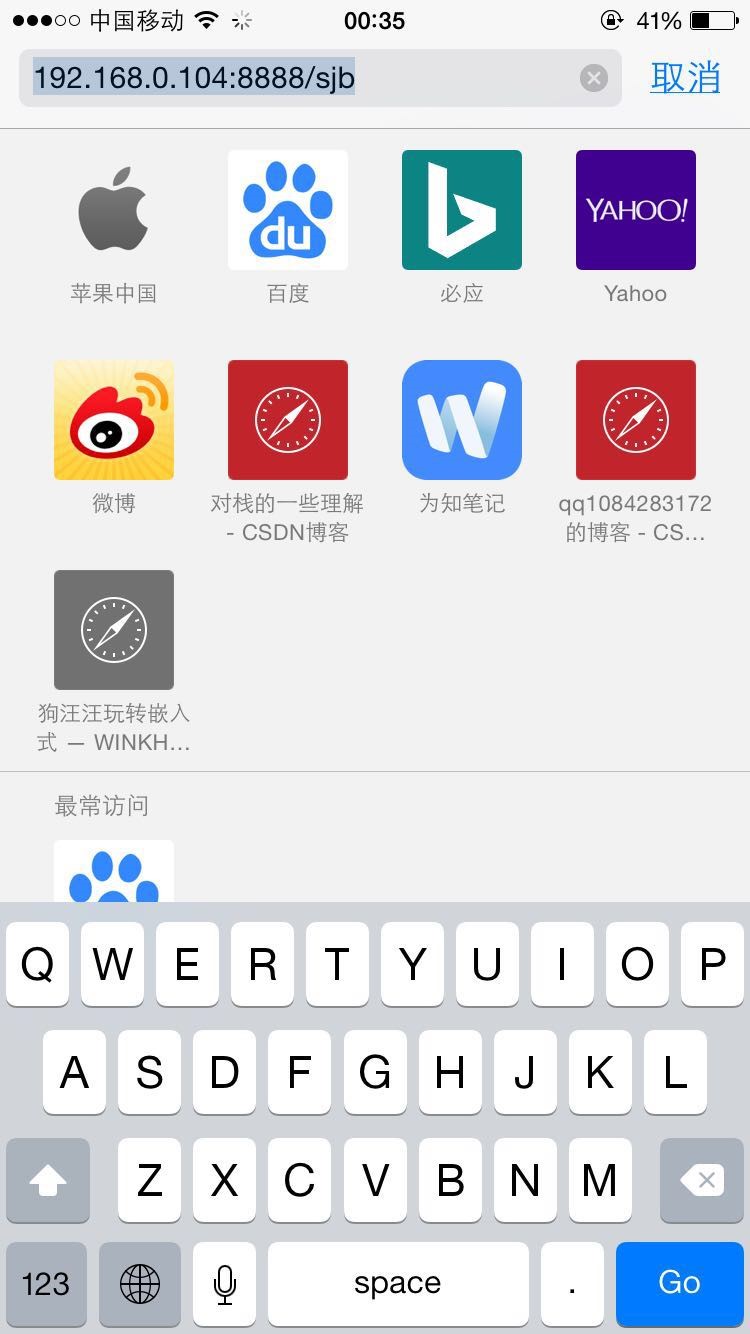 中国移动 00:35 41%
192.168.0.104:8888/sjb 取消
du YAHOO!
苹果中国 百度 必应 Yahoo
微博 对栈的一些理解 - CSDN博客 为知笔记 qq1084283172的博客 - CS...
狗汪汪玩转嵌入式 — WINKH...
最常访问
Q W E R T Y U I O P
A S D F G H J K L
Z X C V B N M
123 space . Go